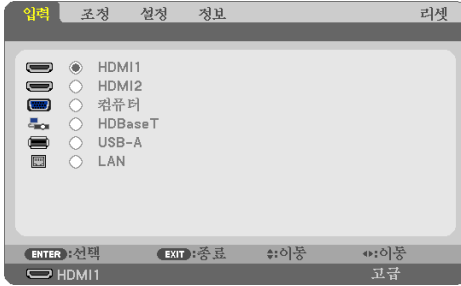 입력 조정 설정 정보 리셋
HDMI1
HDMI2
컴퓨터
HDBaseT
USB-A
LAN
ENTER :선택 EXIT :종료 :이동 :이동
HDMI1 고급